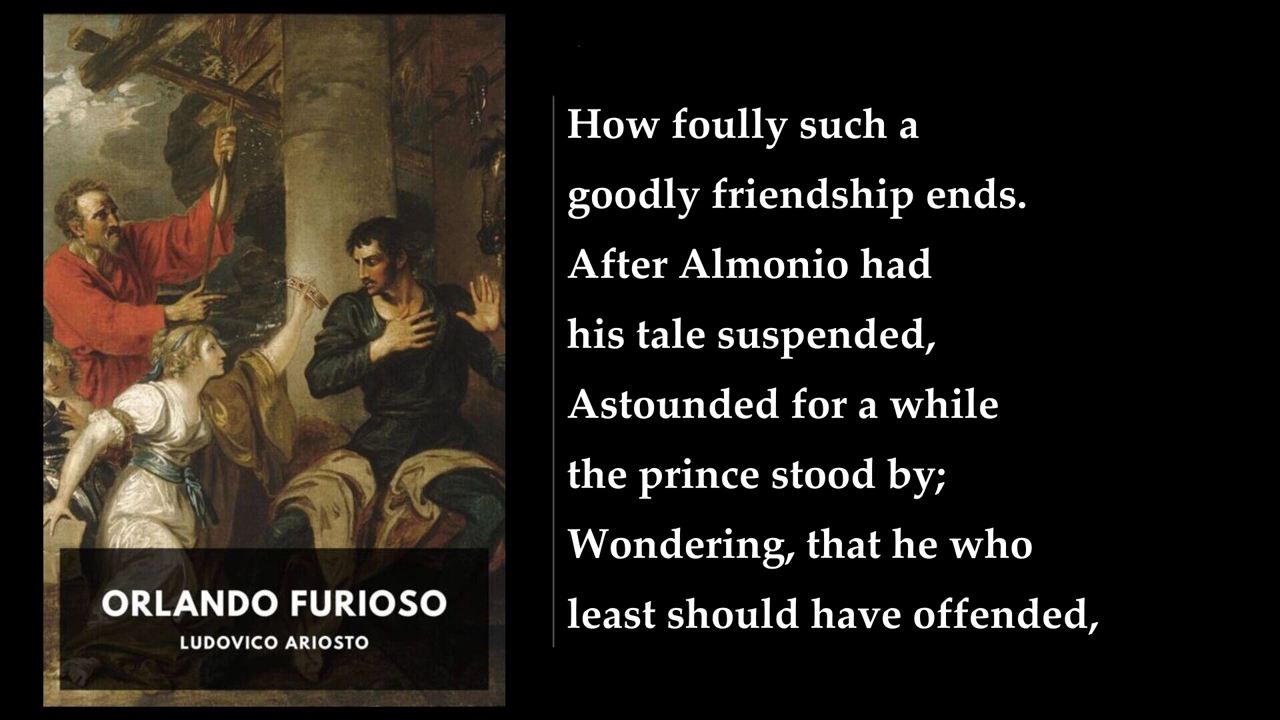 ORLANDO FURIOSO
LUDOVICO ARIOSTO
How foully such a
goodly friendship ends.
After Almonio had
his tale suspended,
Astounded for a while
the prince stood by;
Wondering, that he who
least should have offended,